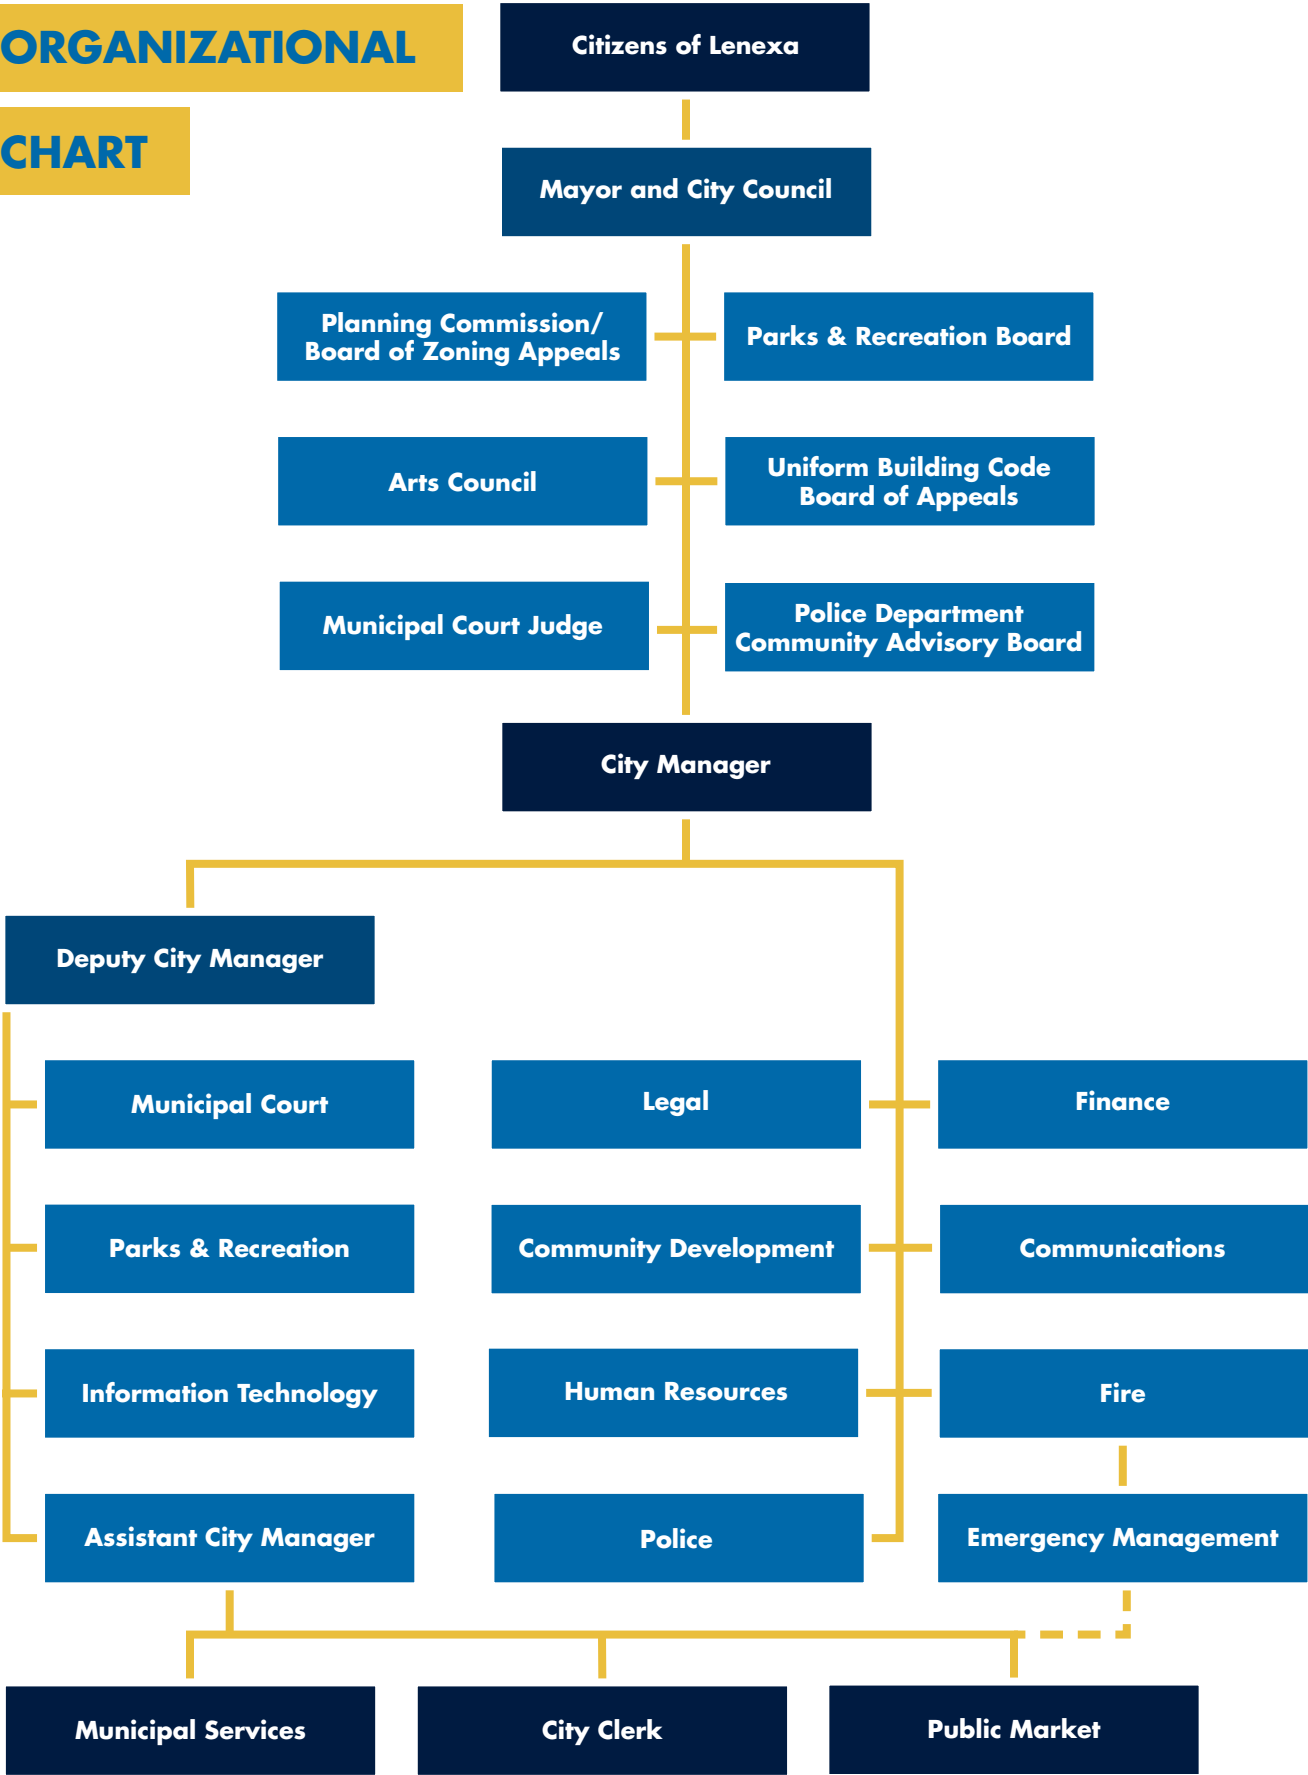 ORGANIZATIONAL
CHART
Citizens of Lenexa
Mayor and City Council
Planning Commission/
Board of Zoning Appeals
Parks & Recreation Board
Arts Council
Uniform Building Code
Board of Appeals
Municipal Court Judge
Police Department
Community Advisory Board
City Manager
Deputy City Manager
Municipal Court
Legal
Finance
Parks & Recreation
Community Development
Communications
Information Technology
Human Resources
Fire
Assistant City Manager
Police
Emergency Management
Municipal Services
City Clerk
Public Market